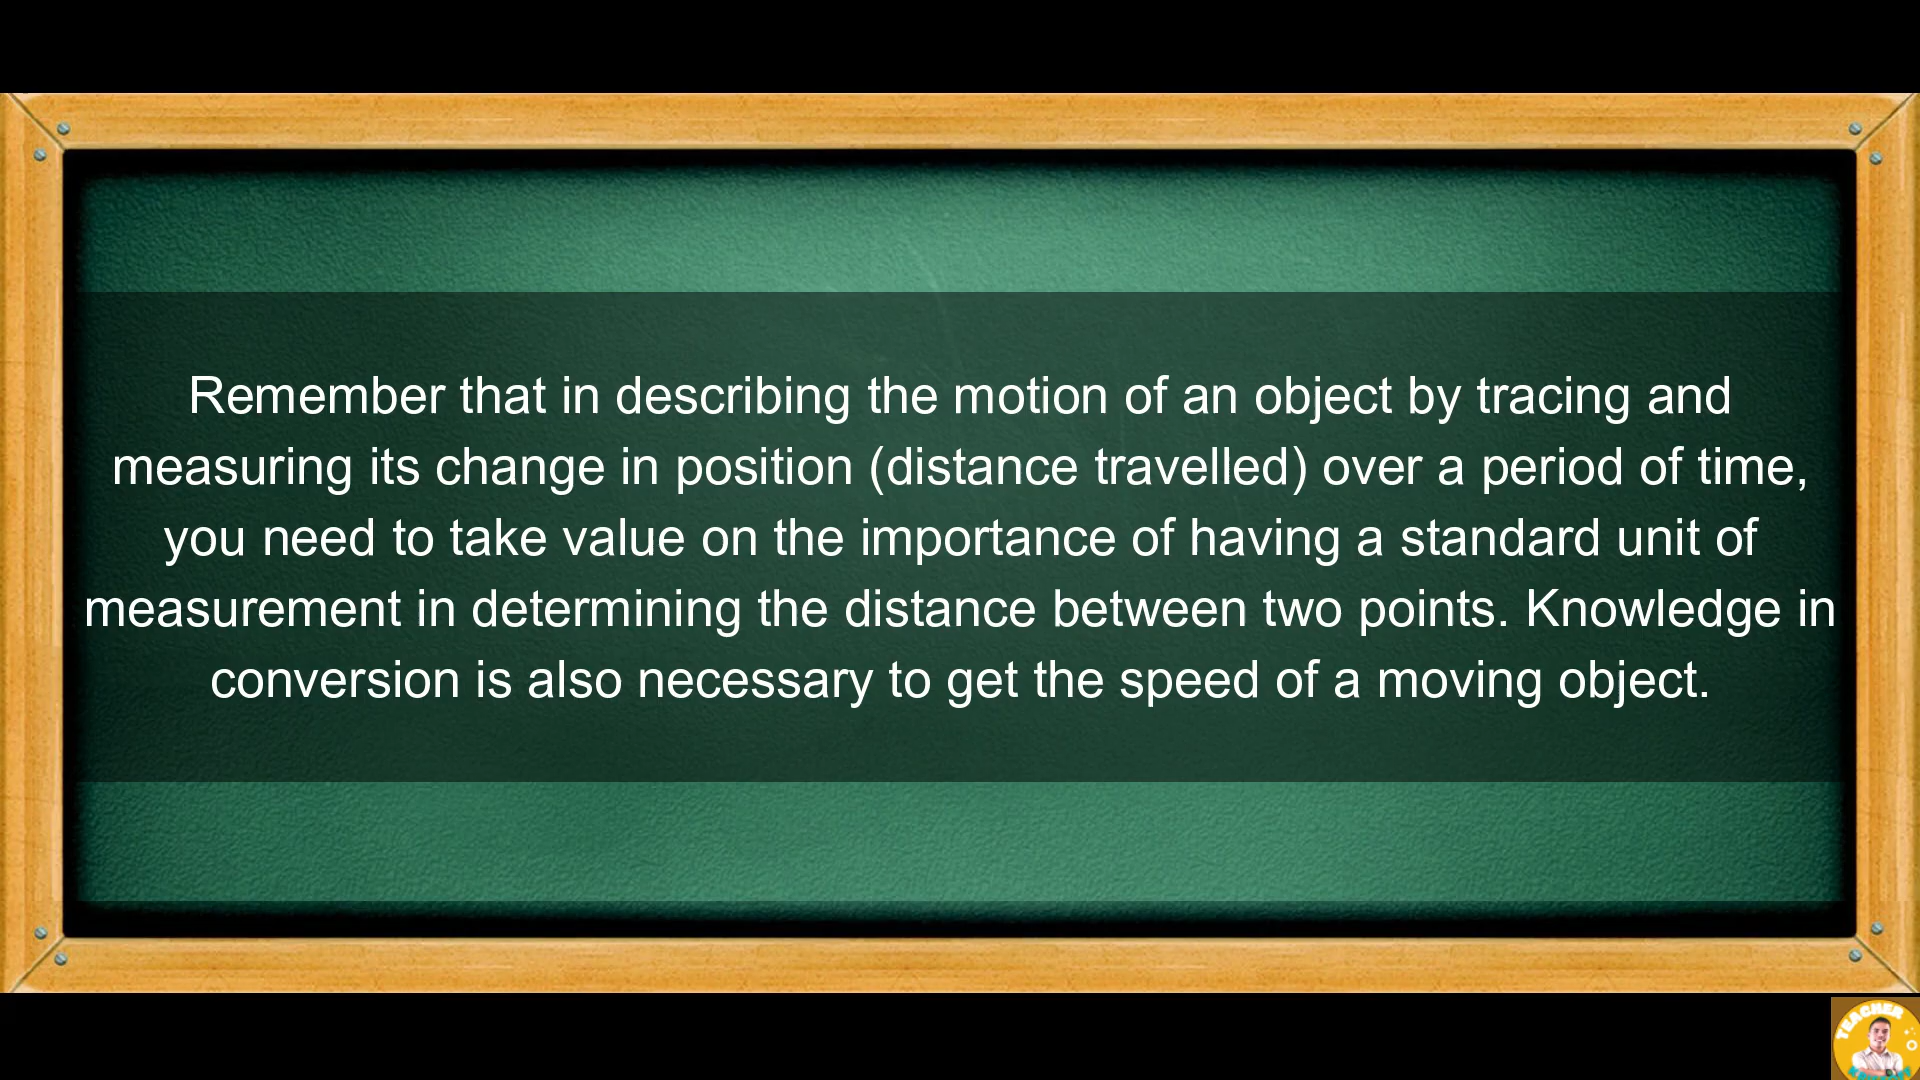 Remember that in describing the motion of an object by tracing and
measuring its change in position (distance travelled) over a period of time,
you need to take value on the importance of having a standard unit of
measurement in determining the distance between two points. Knowledge in
conversion is also necessary to get the speed of a moving object.
TEACHER